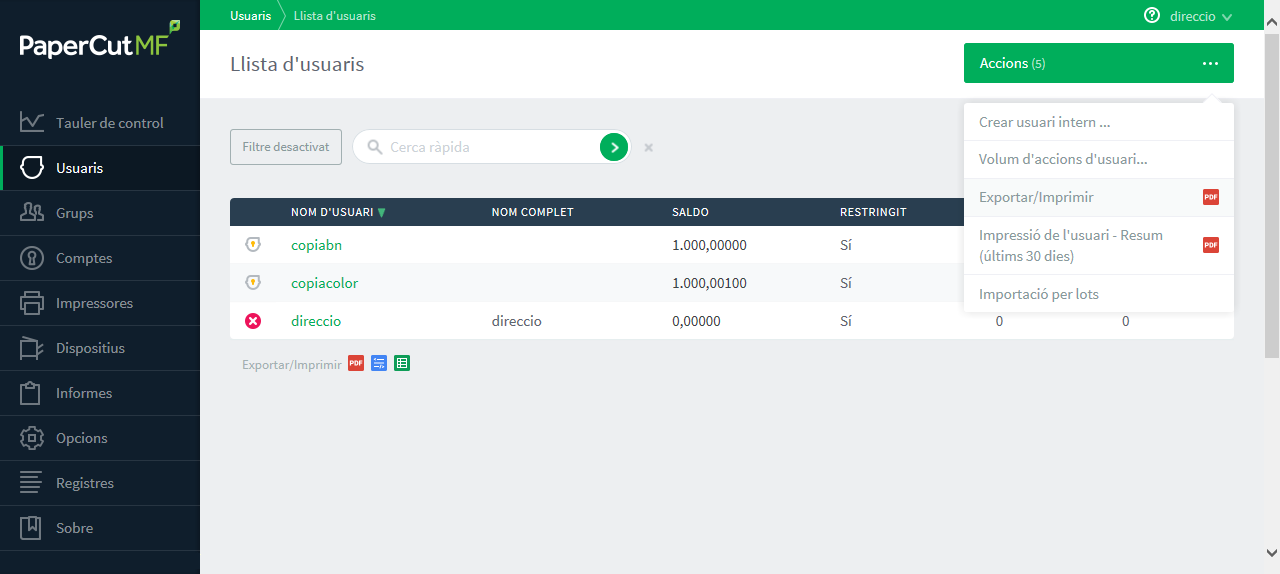 Usuaris Llista d'usuaris direccio
PaperCutMF
Llista d'usuaris
Accions (5)
Tauler de control
Usuaris
Grups
Comptes
Impressores
Dispositius
Informes
Opcions
Registres
Sobre
Crear usuari intern ...
Volum d'accions d'usuari...
Exportar/Imprimir PDF
Impressió de l'usuari - Resum
(últims 30 dies) PDF
Importació per lots
Filtre desactivat Cerca ràpida
NOM D'USUARI NOM COMPLET SALDO RESTRINGIT
copiabn 1.000,00000 Sí
copiacolor 1.000,00100 Sí
direccio direccio 0,00000 Sí 0 0
Exportar/Imprimir PDF